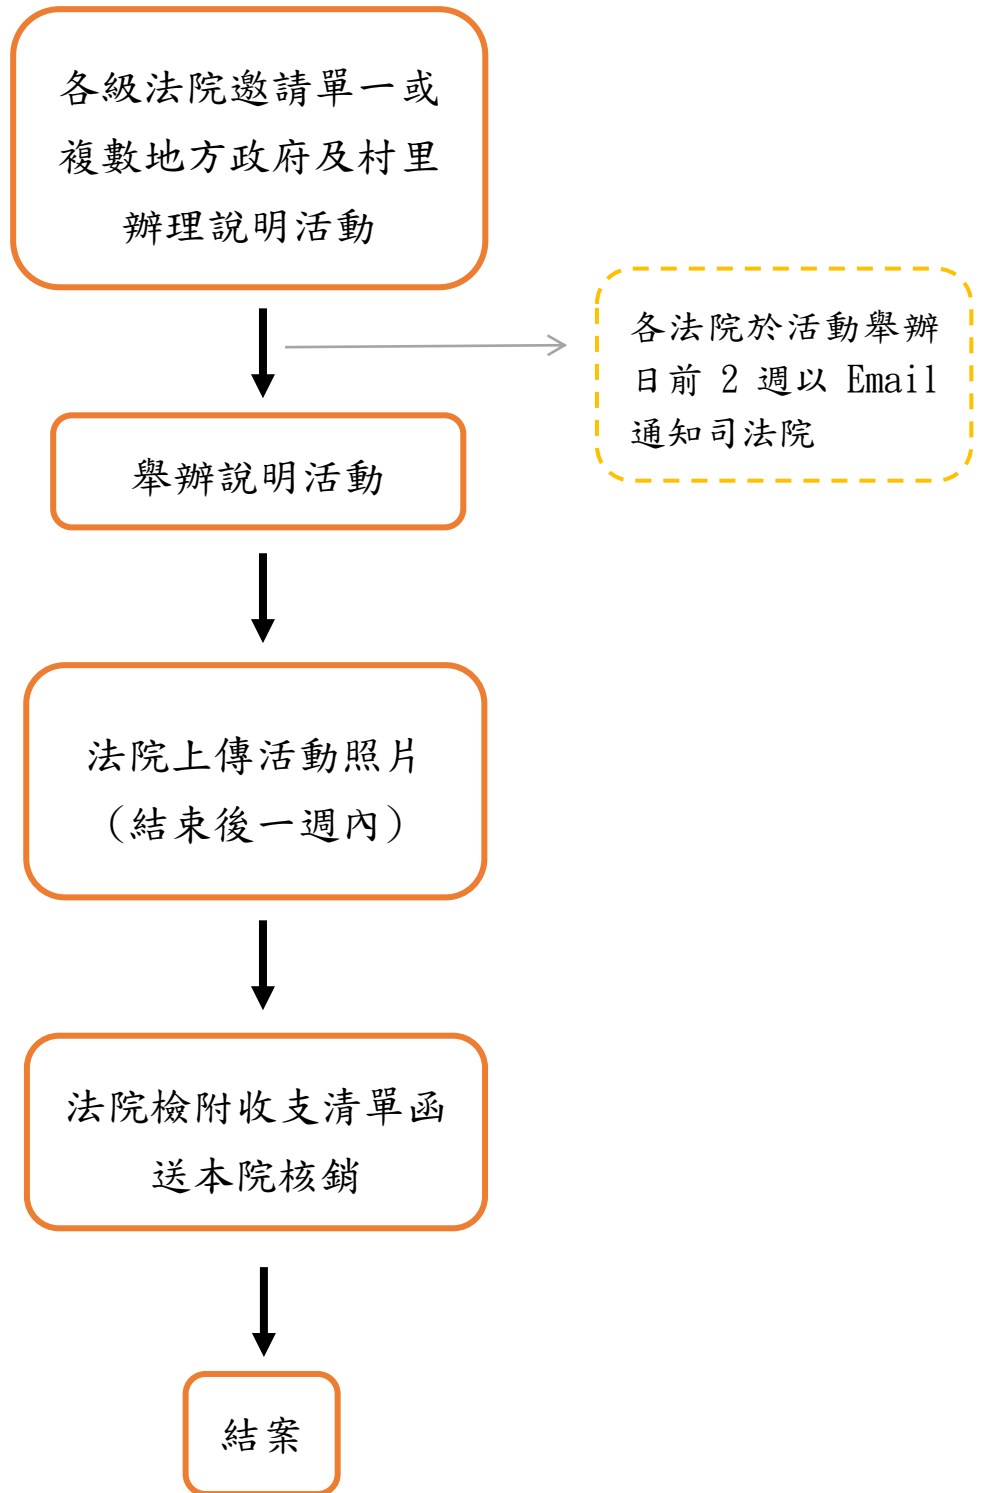 各級法院邀請單一或
複數地方政府及村里
辦理說明活動
各法院於活動舉辦
日前 2 週以 Email
通知司法院
舉辦說明活動
法院上傳活動照片
（結束後一週內）
法院檢附收支清單函
送本院核銷
結案